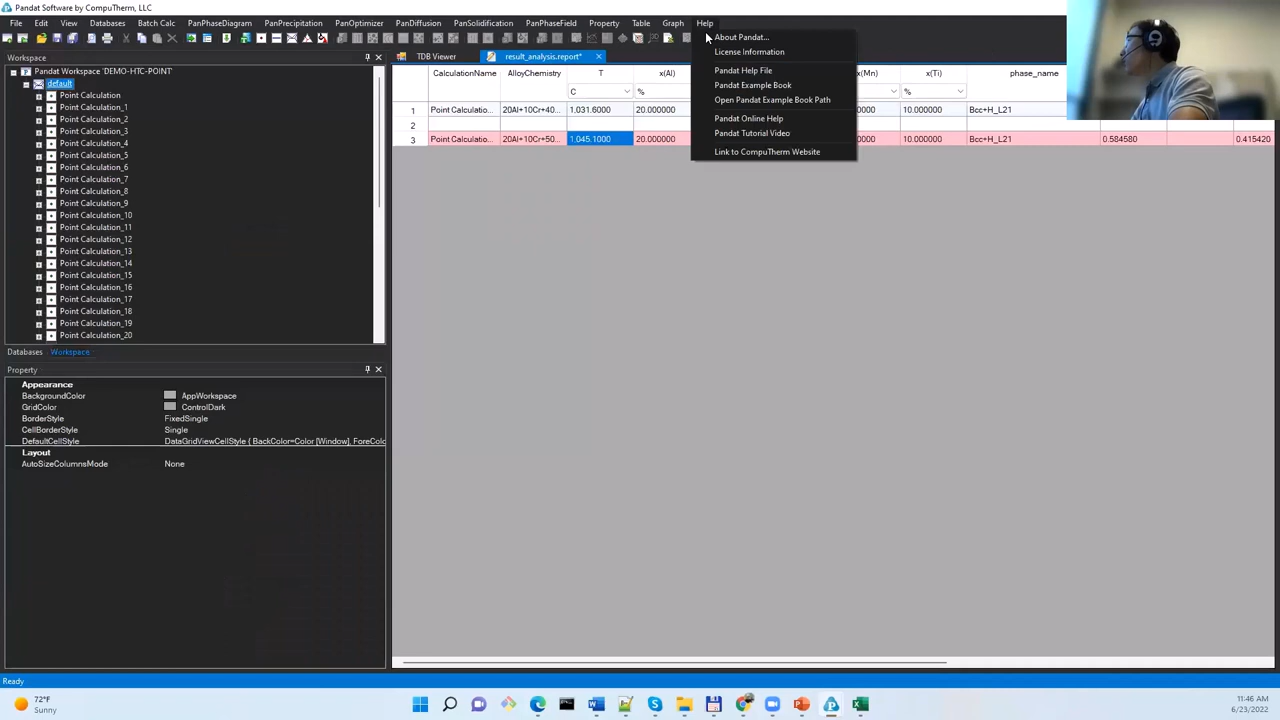 Pandat Software by CompuTherm, LLC
File Edit View Databases Batch Calc PanPhaseDiagram PanPrecipitation PanOptimizer PanDiffusion PanSolidification PanPhaseField Property Table Graph Help
Workspace
Pandat Workspace 'DEMO-HTC-POINT'
default
Point Calculation
Point Calculation_1
Point Calculation_2
Point Calculation_3
Point Calculation_4
Point Calculation_5
Point Calculation_6
Point Calculation_7
Point Calculation_8
Point Calculation_9
Point Calculation_10
Point Calculation_11
Point Calculation_12
Point Calculation_13
Point Calculation_14
Point Calculation_15
Point Calculation_16
Point Calculation_17
Point Calculation_18
Point Calculation_19
Point Calculation_20
Databases Workspace
Property
Appearance
BackgroundColor AppWorkspace
GridColor ControlDark
BorderStyle FixedSingle
CellBorderStyle Single
DefaultCellStyle DataGridViewCellStyle { BackColor=Color [Window], ForeColo
Layout
AutoSizeColumnsMode None
TDB Viewer result_analysis.report*
CalculationName AlloyChemistry T x(Al) x(Mn) x(Ti) phase_name
C % %
1 Point Calculatio... 20Al+10Cr+40... 1,031.6000 20.000000 10.000000 Bcc+H_L21
2
3 Point Calculatio... 20Al+10Cr+50... 1,045.1000 20.000000 10.000000 Bcc+H_L21 0.584580 0.415420
About Pandat...
License Information
Pandat Help File
Pandat Example Book
Open Pandat Example Book Path
Pandat Online Help
Pandat Tutorial Video
Link to CompuTherm Website
Ready
72°F
Sunny
11:46 AM
6/23/2022